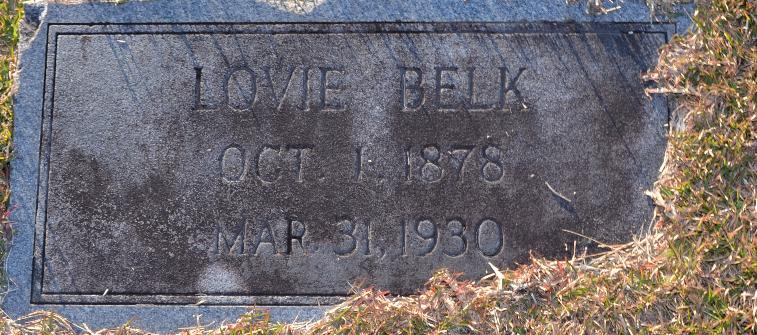 LOVIE BELK
OCT. 1, 1878
MAR. 31, 1930